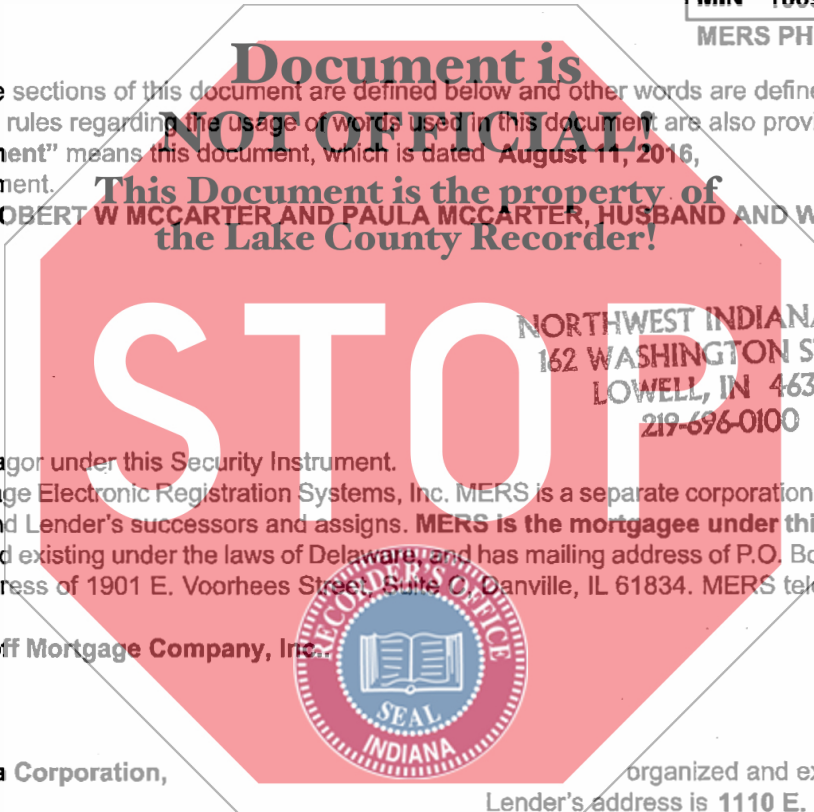 MIN 100
MERS PH
Document is
NOT OFFICIAL!
This Document is the property of
the Lake County Recorder!
STOP
e sections of this document are defined below and other words are define
rules regarding the usage of words used in this document are also provi
ent" means this document, which is dated August 11, 2016,
ment.
OBERT W MCCARTER AND PAULA MCCARTER, HUSBAND AND W
NORTHWEST INDIANA
162 WASHINGTON S
LOWELL, IN 463
219-696-0100
agor under this Security Instrument.
ge Electronic Registration Systems, Inc. MERS is a separate corporation
d Lender's successors and assigns. MERS is the mortgagee under thi
d existing under the laws of Delaware, and has mailing address of P.O. Bo
ress of 1901 E. Voorhees Street, Suite C, Danville, IL 61834. MERS tele
ff Mortgage Company, Inc.
RECORDER'S OFFICE
SEAL
INDIANA
a Corporation,
organized and ex
Lender's address is 1110 E.